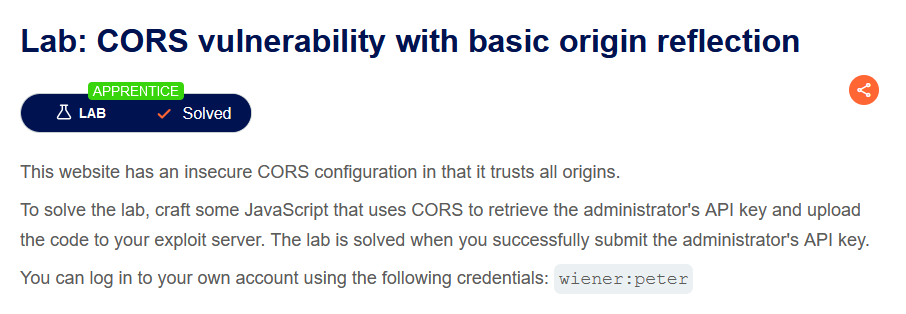 Lab: CORS vulnerability with basic origin reflection
APPRENTICE
LAB Solved
This website has an insecure CORS configuration in that it trusts all origins.
To solve the lab, craft some JavaScript that uses CORS to retrieve the administrator's API key and upload
the code to your exploit server. The lab is solved when you successfully submit the administrator's API key.
You can log in to your own account using the following credentials: wiener:peter